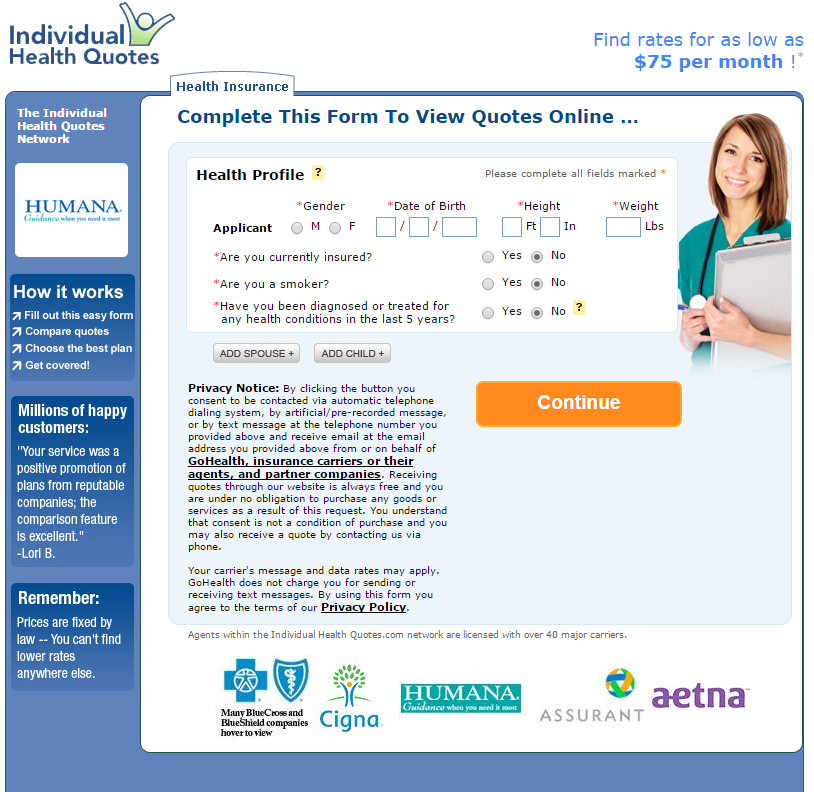 Individual
Health Quotes
Find rates for as low as
$75 per month !*
Health Insurance
The Individual
Health Quotes
Network
HUMANA.
Guidance when you need it most
How it works
Fill out this easy form
Compare quotes
Choose the best plan
Get covered!
Millions of happy
customers:
"Your service was a
positive promotion of
plans from reputable
companies; the
comparison feature
is excellent."
-Lori B.
Remember:
Prices are fixed by
law -- You can't find
lower rates
anywhere else.
Complete This Form To View Quotes Online ...
Health Profile ?
Please complete all fields marked *
*Gender *Date of Birth *Height *Weight
Applicant M F / / Ft In Lbs
*Are you currently insured? Yes No
*Are you a smoker? Yes No
*Have you been diagnosed or treated for
any health conditions in the last 5 years? Yes No ?
ADD SPOUSE + ADD CHILD +
Privacy Notice: By clicking the button you
consent to be contacted via automatic telephone
dialing system, by artificial/pre-recorded message,
or by text message at the telephone number you
provided above and receive email at the email
address you provided above from or on behalf of
GoHealth, insurance carriers or their
agents, and partner companies. Receiving
quotes through our website is always free and you
are under no obligation to purchase any goods or
services as a result of this request. You understand
that consent is not a condition of purchase and you
may also receive a quote by contacting us via
phone.
Your carrier's message and data rates may apply.
GoHealth does not charge you for sending or
receiving text messages. By using this form you
agree to the terms of our Privacy Policy.
Continue
Agents within the Individual Health Quotes.com network are licensed with over 40 major carriers.
Many BlueCross and
BlueShield companies
hover to view
Cigna
HUMANA.
Guidance when you need it most
ASSURANT
aetna